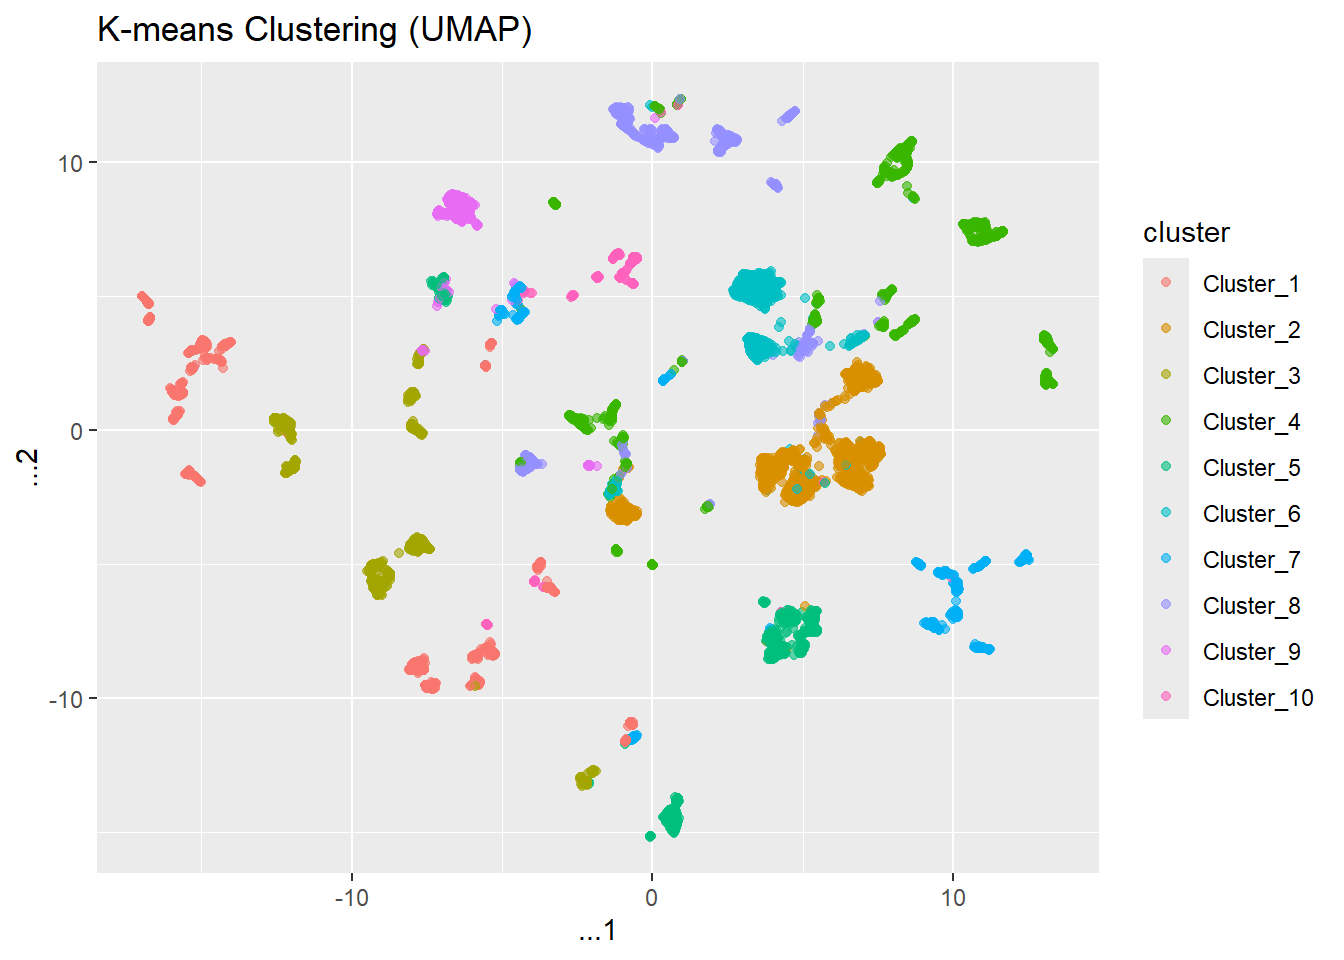 K-means Clustering (UMAP)
10
0
-10
...2
-10
0
10
...1
cluster
Cluster_1
Cluster_2
Cluster_3
Cluster_4
Cluster_5
Cluster_6
Cluster_7
Cluster_8
Cluster_9
Cluster_10